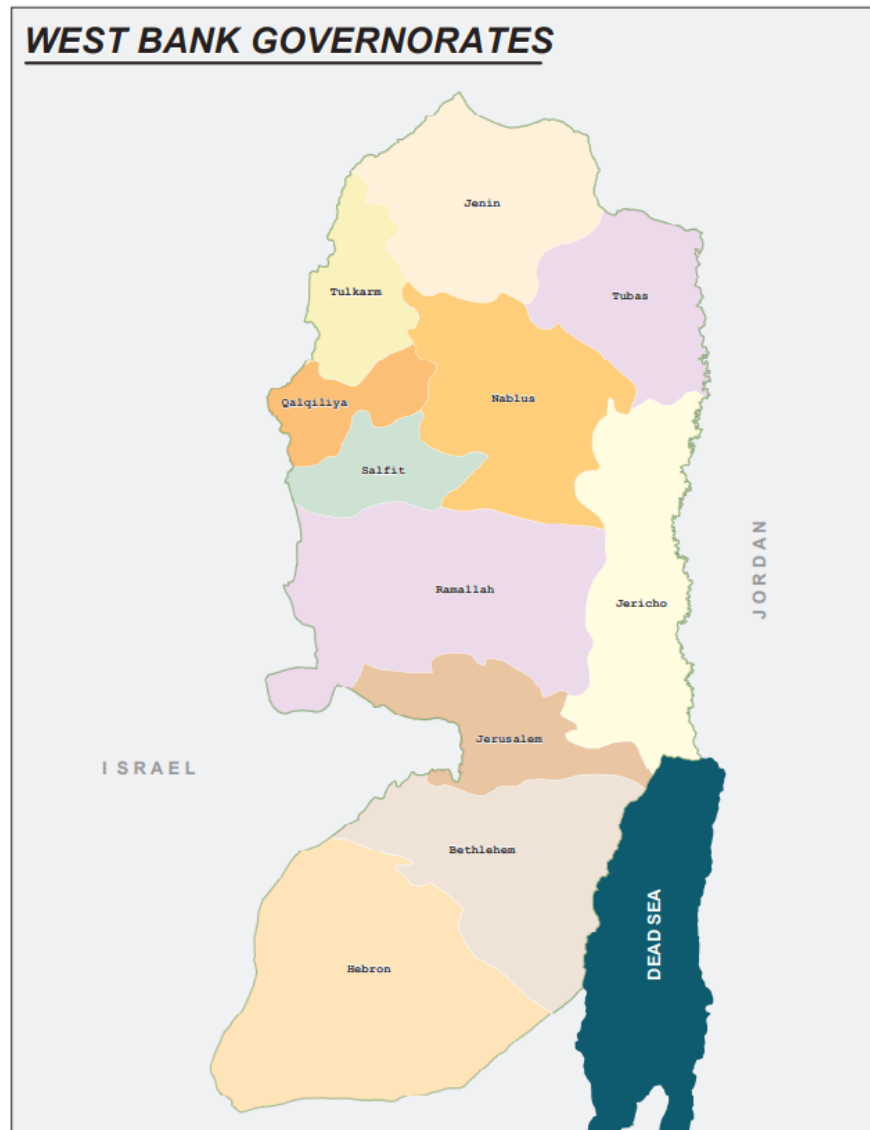 WEST BANK GOVERNORATES
Jenin
Tulkarm
Tubas
Qalqiliya
Nablus
Salfit
Ramallah
Jericho
JORDAN
Jerusalem
ISRAEL
Bethlehem
DEAD SEA
Hebron